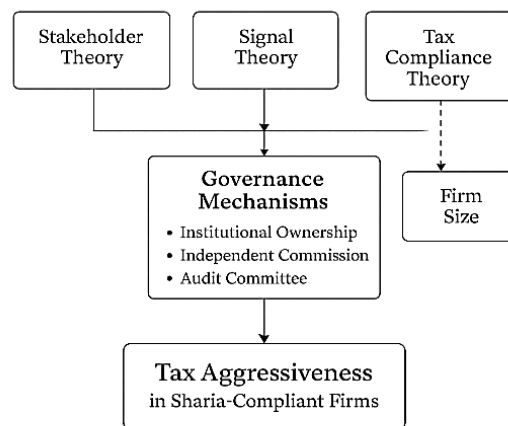 Stakeholder
Theory
Signal
Theory
Tax
Compliance
Theory
Governance
Mechanisms
• Institutional Ownership
• Independent Commission
• Audit Committee
Firm
Size
Tax Aggressiveness
in Sharia-Compliant Firms